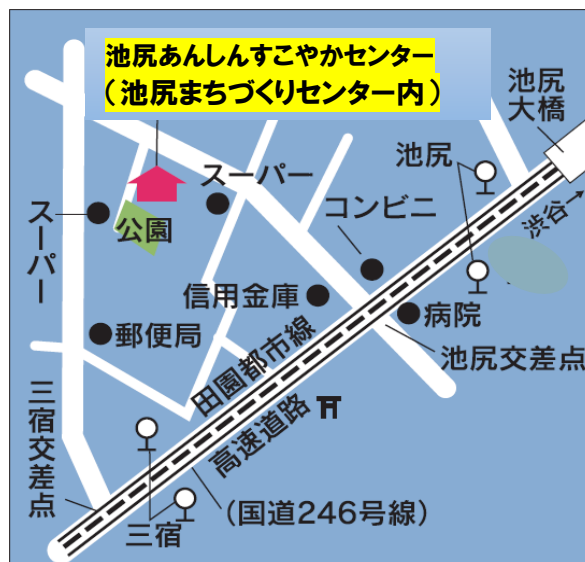 池尻あんしんすこやかセンター
（池尻まちづくりセンター内）
池尻
大橋
池尻
渋谷→
スーパー
スーパー
コンビニ
公園
信用金庫
病院
郵便局
池尻交差点
田園都市線
高速道路
三宿交差点
(国道246号線)
三宿